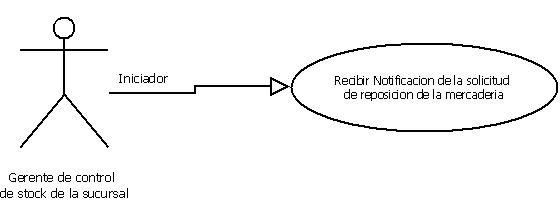 Iniciador
Recibir Notificacion de la solicitud
de reposicion de la mercaderia
Gerente de control
de stock de la sucursal